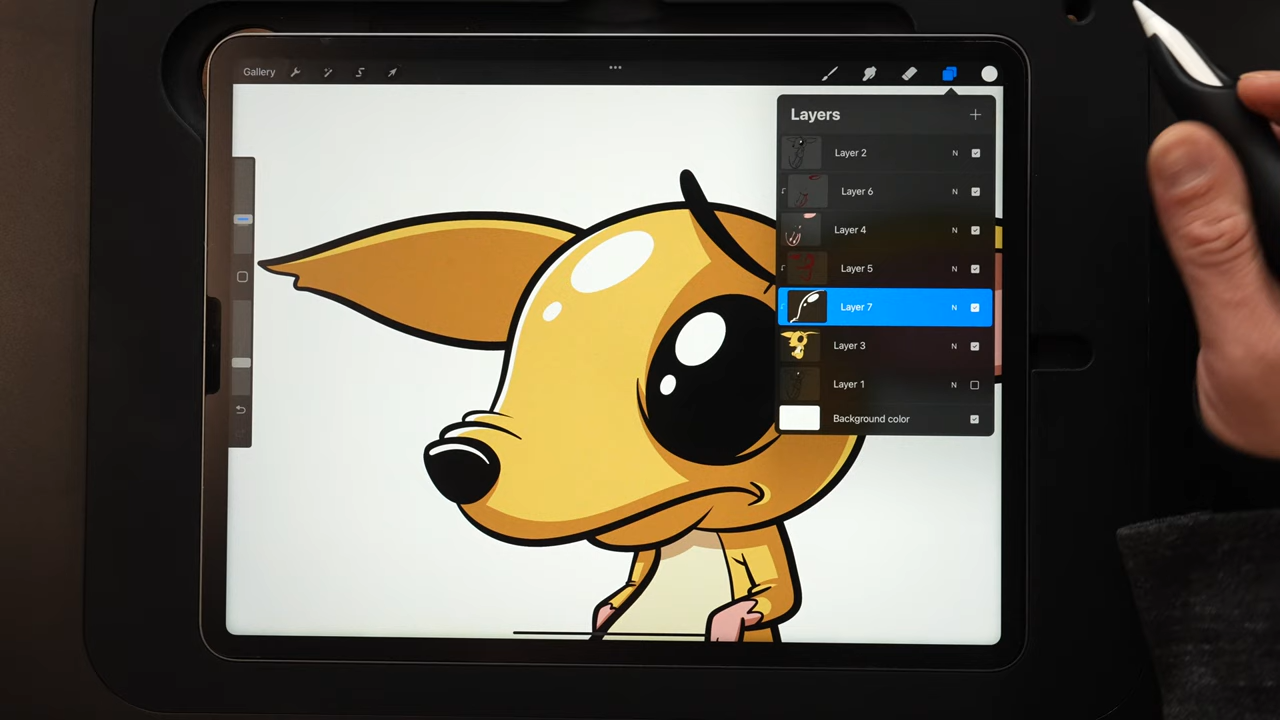 Gallery
Layers
Layer 2 N
Layer 6 N
Layer 4 N
Layer 5 N
Layer 7 N
Layer 3 N
Layer 1 N
Background color